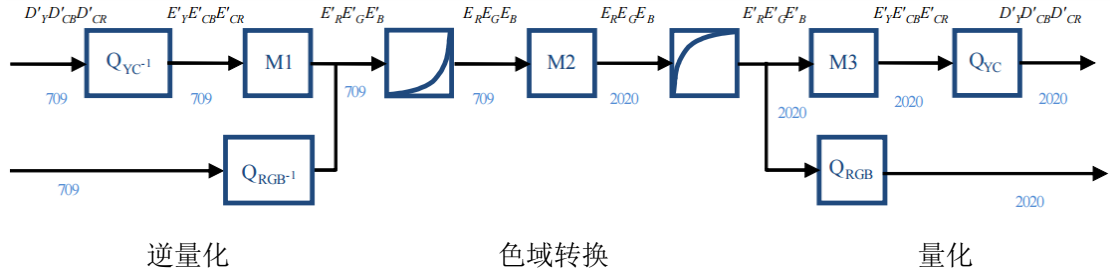 D'YD'CBD'CR E'YE'CBE'CR E'RE'GE'B EREGEB EREGEB E'RE'GE'B E'YE'CBE'CR D'YD'CBD'CR
QYC-1 M1 M2 M3 QYC
709 709 709 709 2020 2020 2020 2020
QRGB-1 QRGB
709 2020
逆量化 色域转换 量化